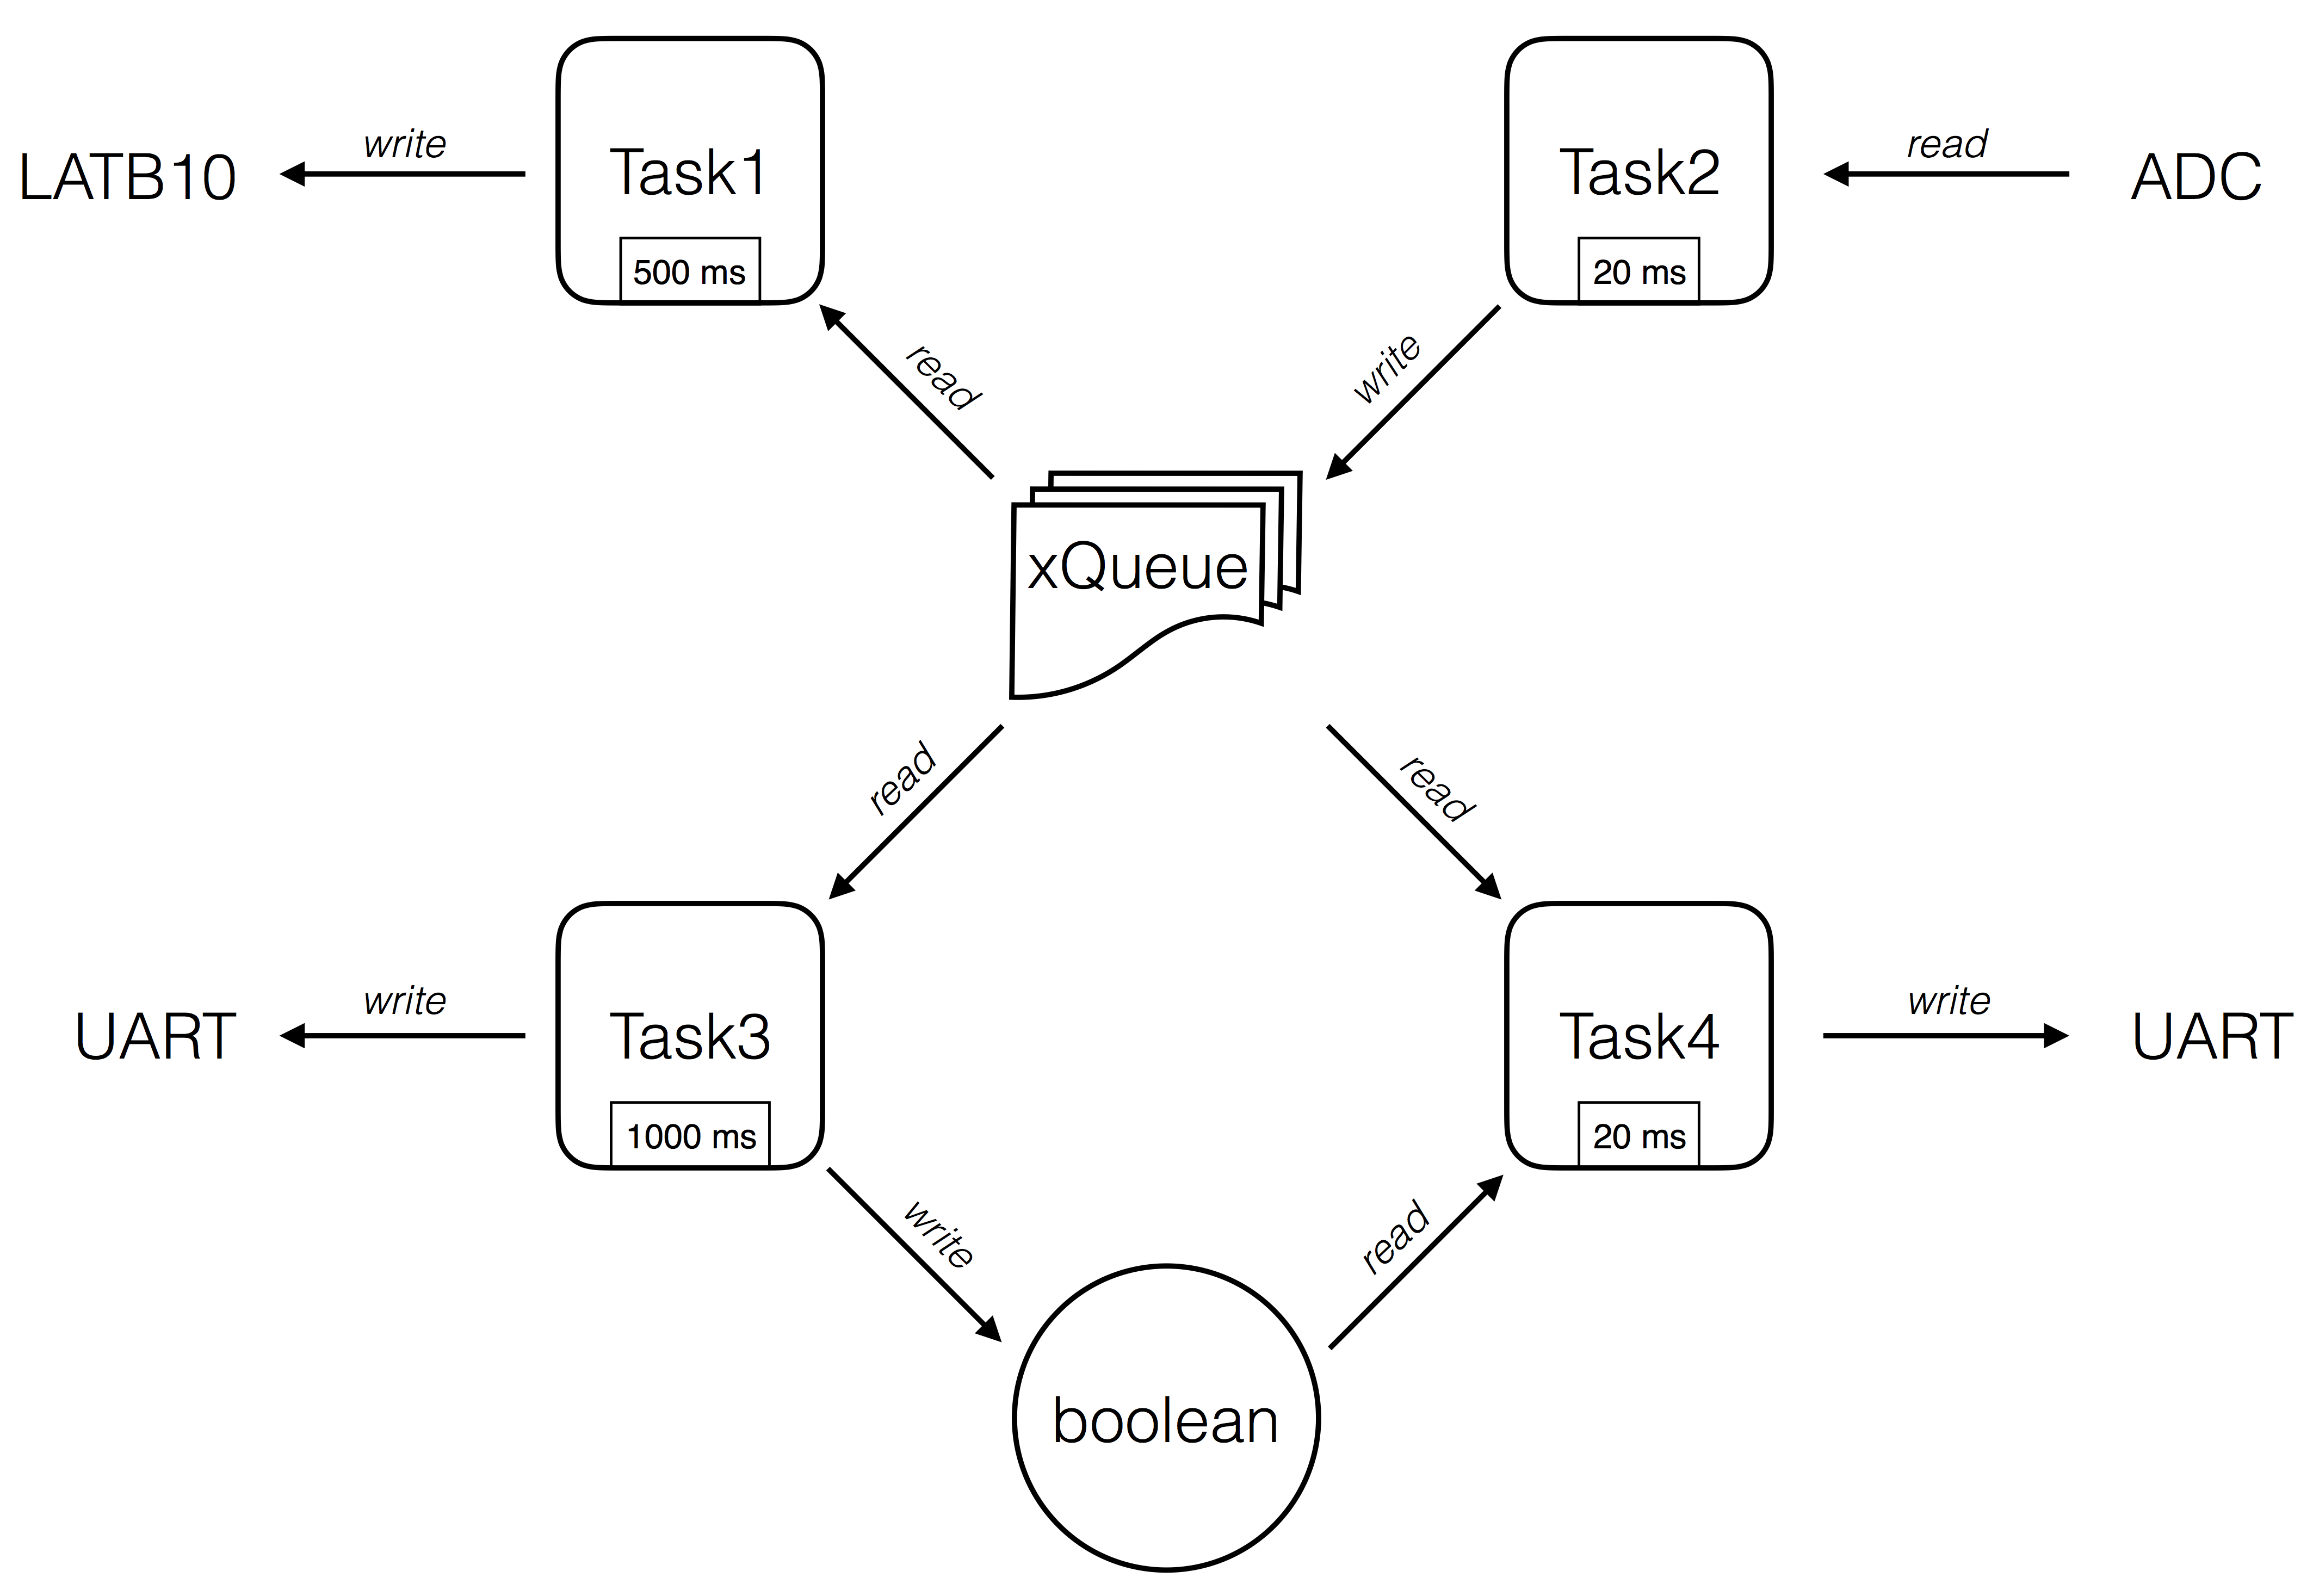 LATB10
write
Task1
500 ms
Task2
20 ms
read
ADC
read
write
xQueue
read
read
UART
write
Task3
1000 ms
Task4
20 ms
write
UART
write
read
boolean